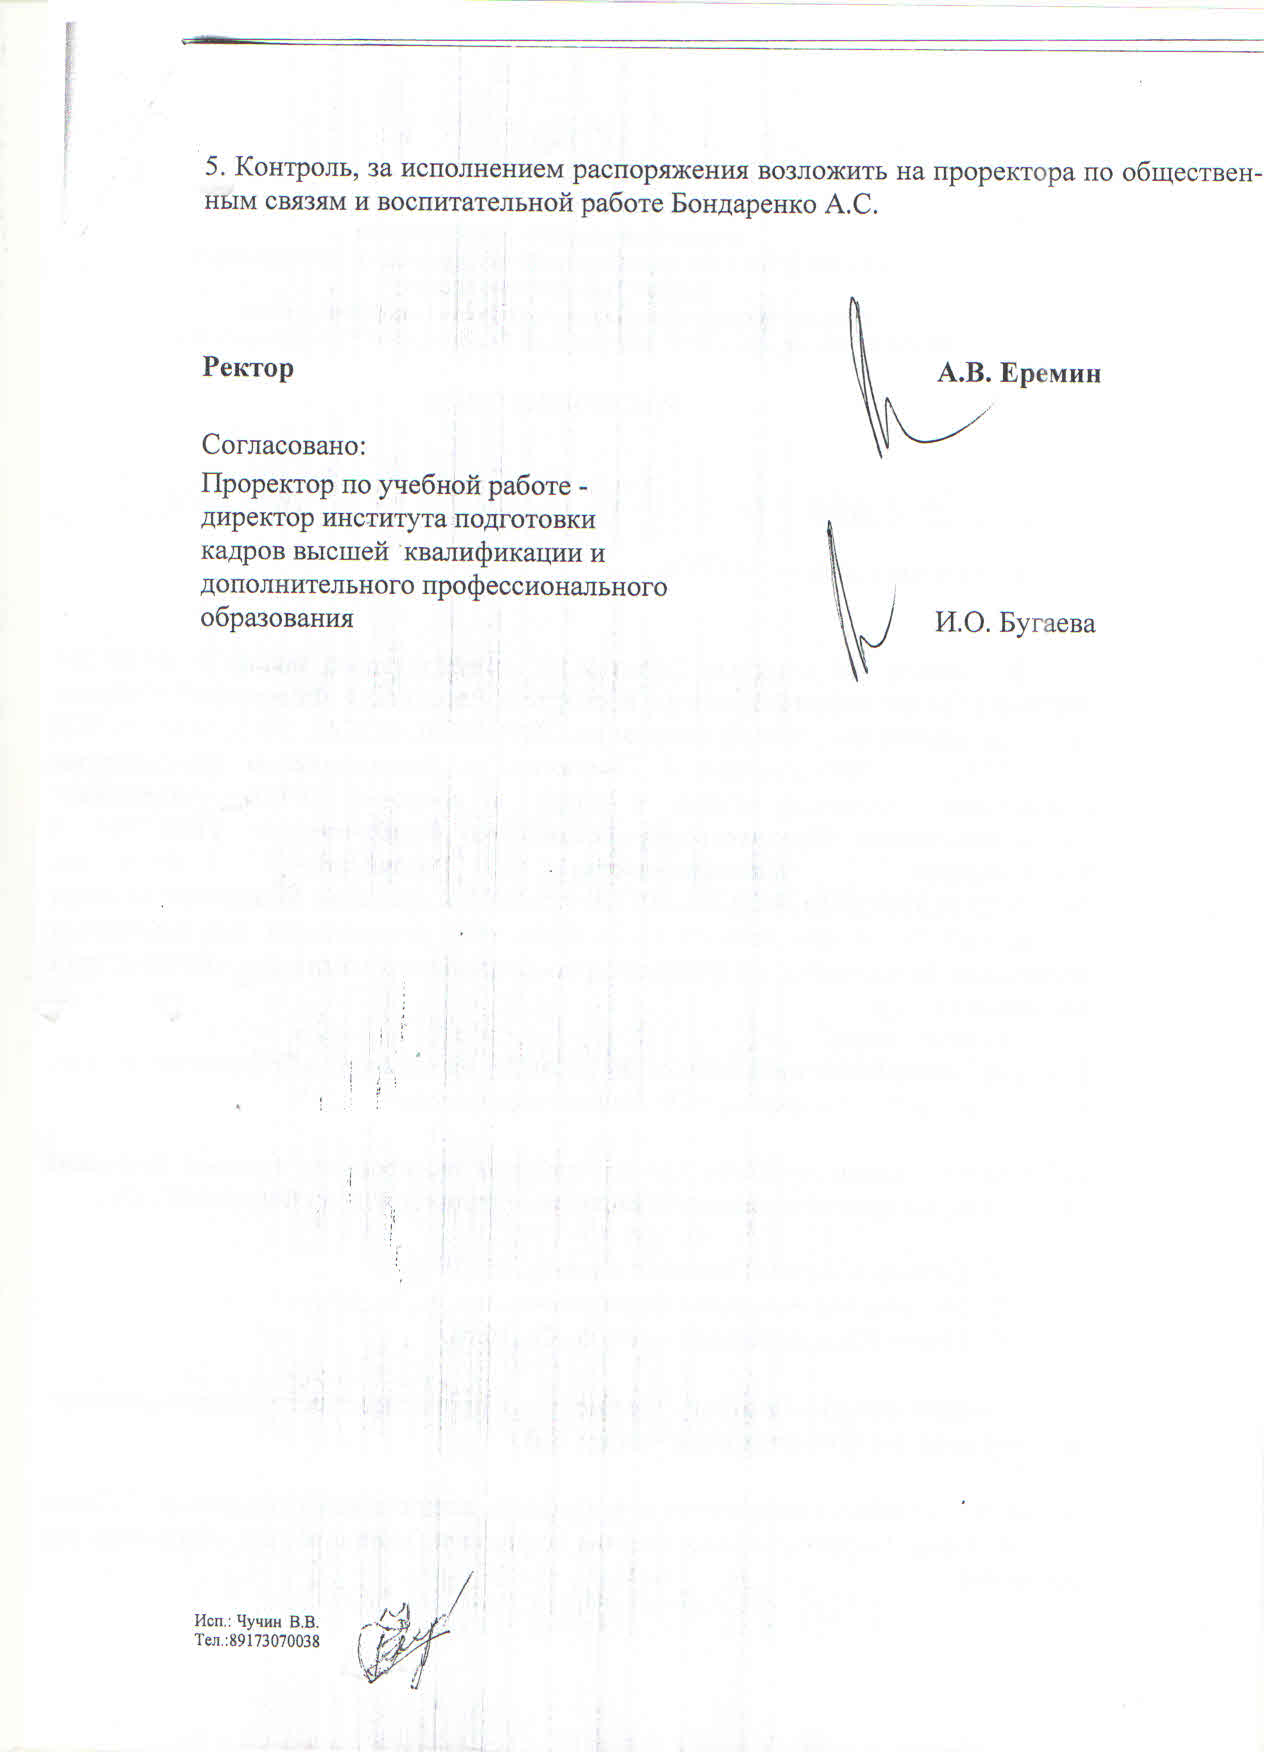 5. Контроль, за исполнением распоряжения возложить на проректора по обществен-
ным связям и воспитательной работе Бондаренко А.С.
Ректор
А.В. Еремин
Согласовано:
Проректор по учебной работе -
директор института подготовки
кадров высшей квалификации и
дополнительного профессионального
образования
И.О. Бугаева
Исп.: Чучин В.В.
Тел.:89173070038